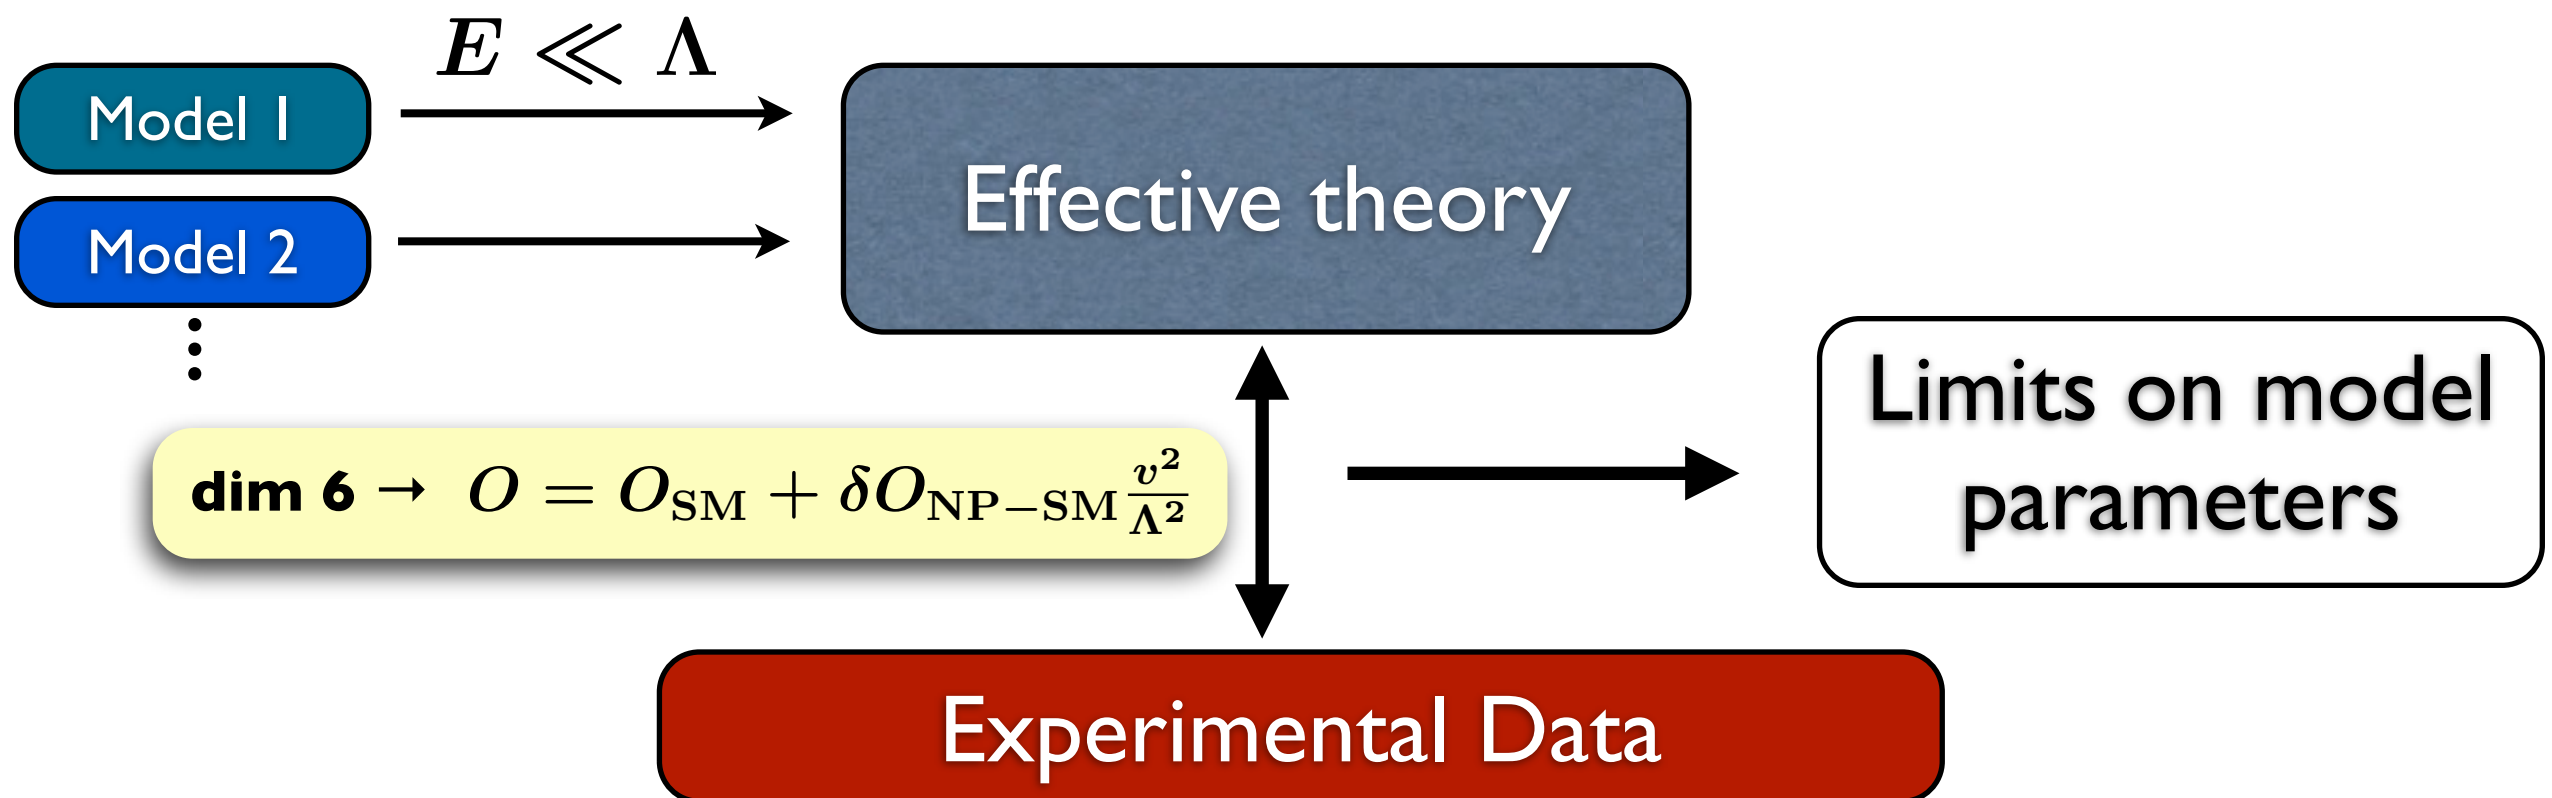 E ≪ Λ
Model 1
Model 2
Effective theory
dim 6 → O = O_SM + δO_NP−SM v²/Λ²
Limits on model
parameters
Experimental Data